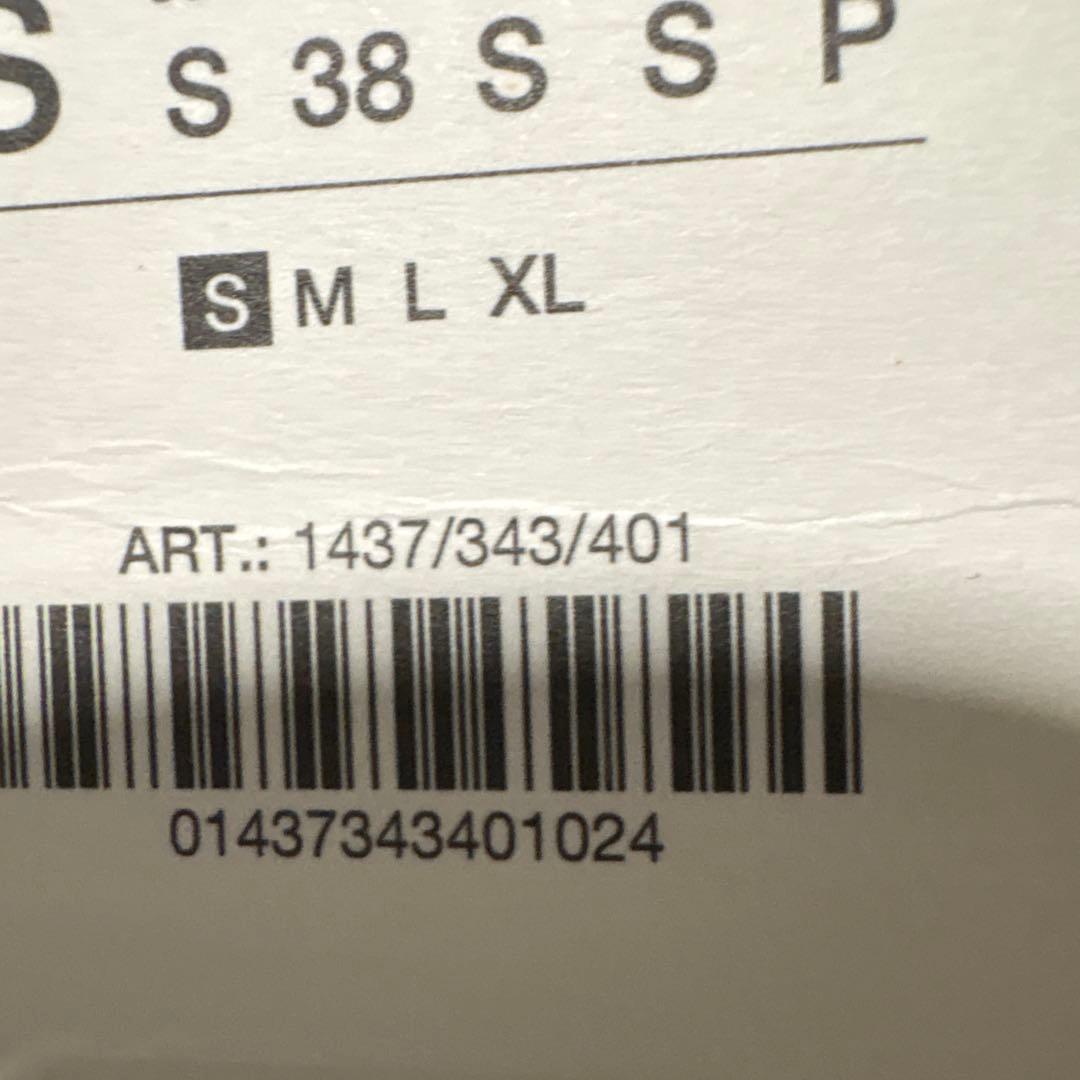 S S 38 S S P
S M L XL
ART.: 1437/343/401
01437343401024